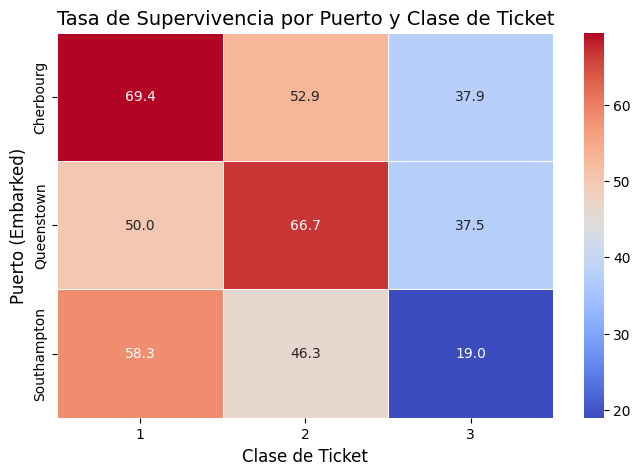 Tasa de Supervivencia por Puerto y Clase de Ticket
Puerto (Embarked)
Cherbourg
69.4
52.9
37.9
Queenstown
50.0
66.7
37.5
Southampton
58.3
46.3
19.0
1
2
3
Clase de Ticket
60
50
40
30
20